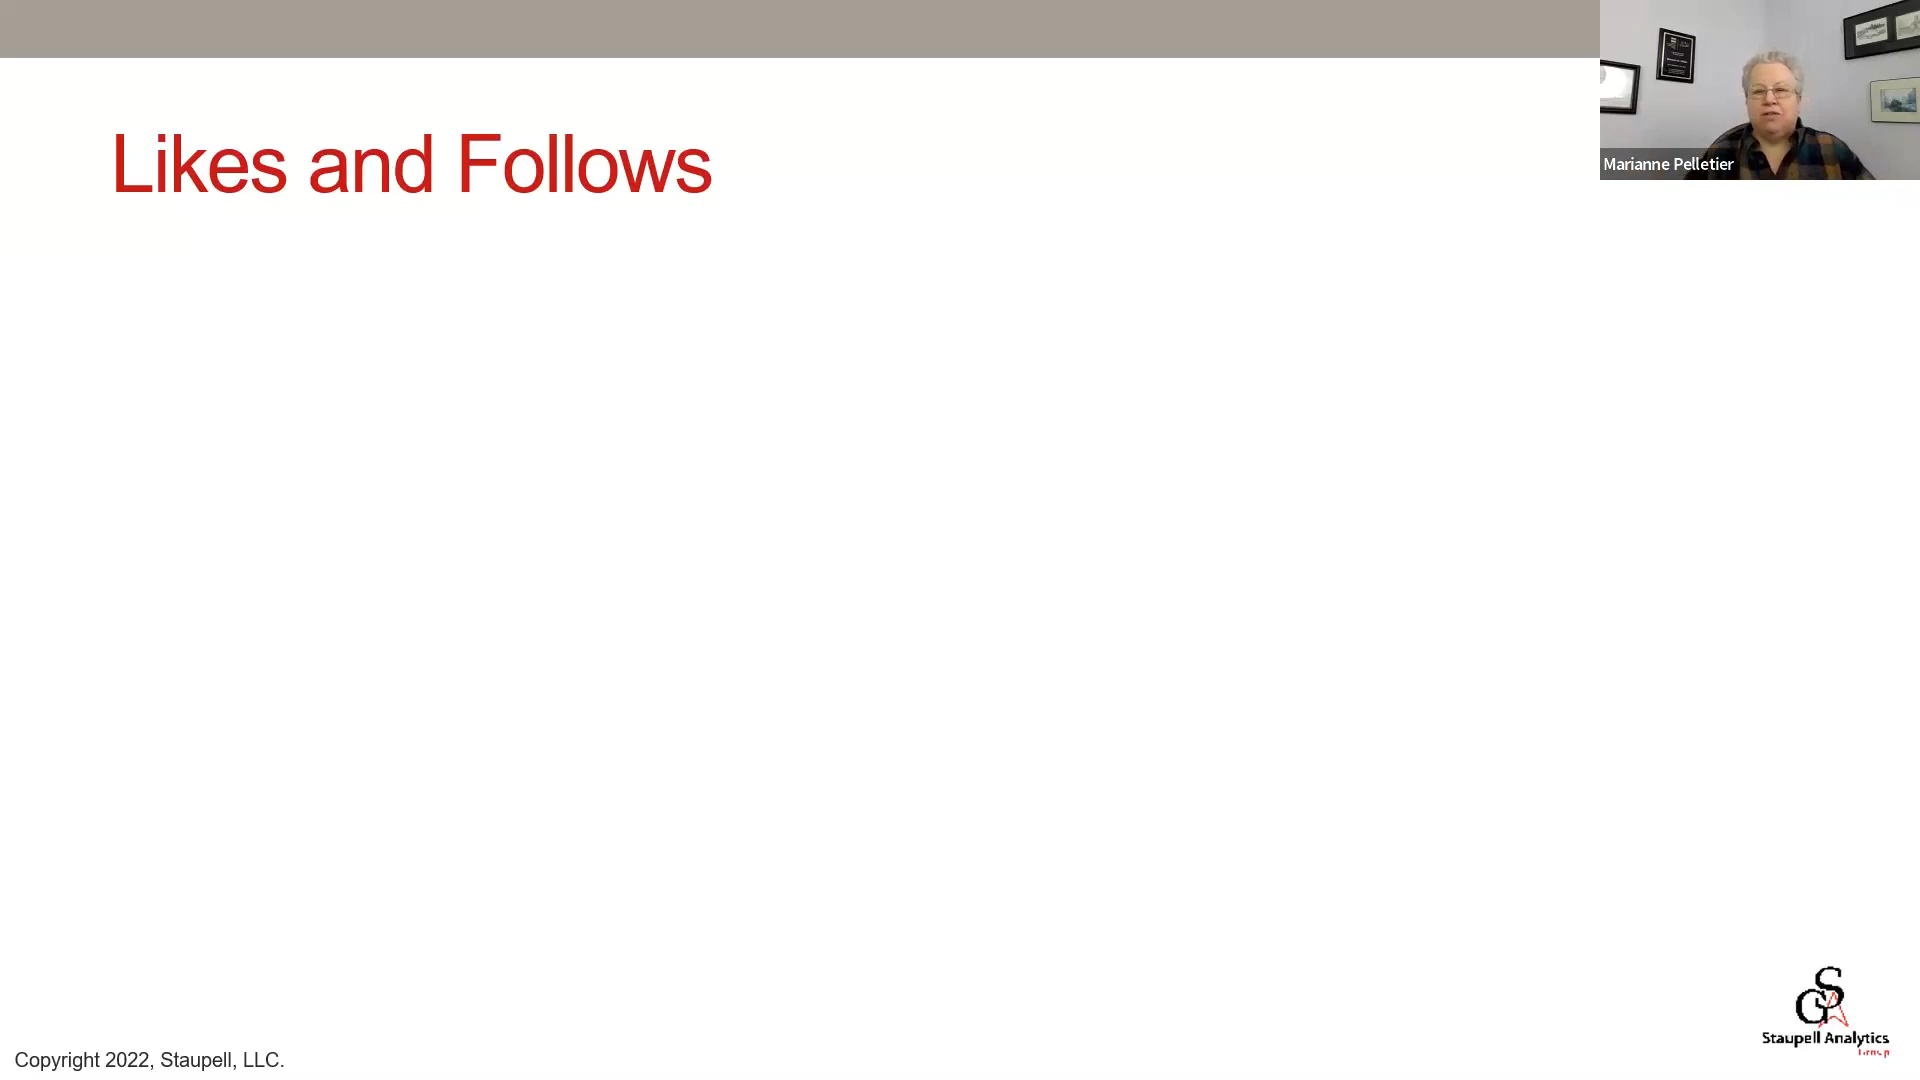 Likes and Follows
Marianne Pelletier
Staupell Analytics
Group
Copyright 2022, Staupell, LLC.